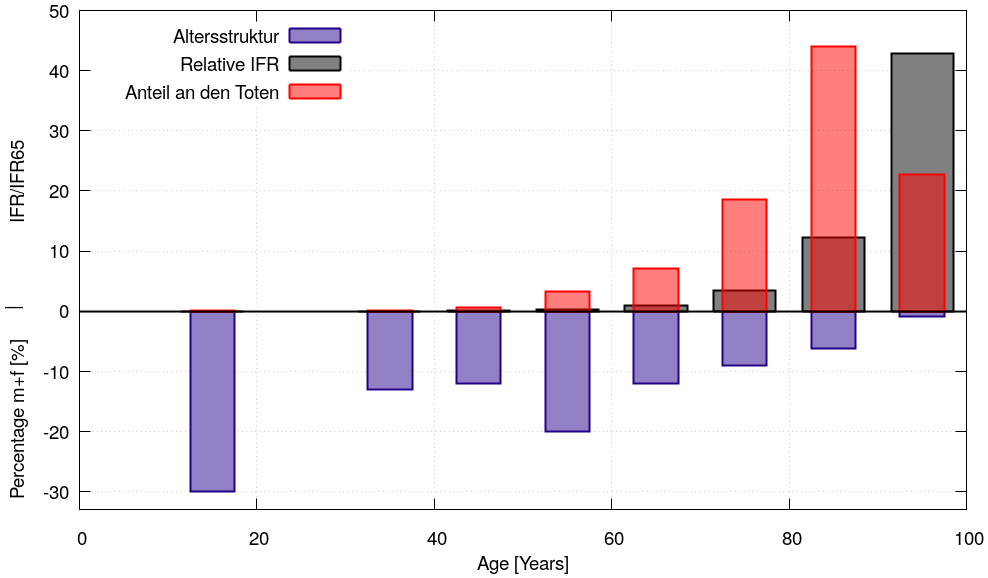 Altersstruktur
Relative IFR
Anteil an den Toten
50
40
30
20
10
0
-10
-20
-30
Percentage m+f [%] | IFR/IFR65
0 20 40 60 80 100
Age [Years]